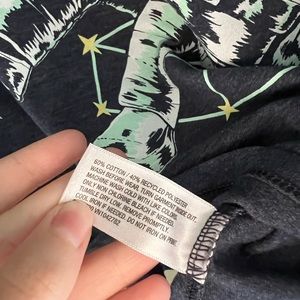 60% COTTON / 40% RECYCLED POLYESTER
WASH BEFORE WEAR. TURN GARMENT INSIDE OUT
MACHINE WASH COLD WITH LIKE COLORS.
ONLY NON CHLORINE BLEACH IF NEEDED.
TUMBLE DRY LOW. REMOVE PROMPTLY.
COOL IRON IF NEEDED. DO NOT IRON ON
VN1042782